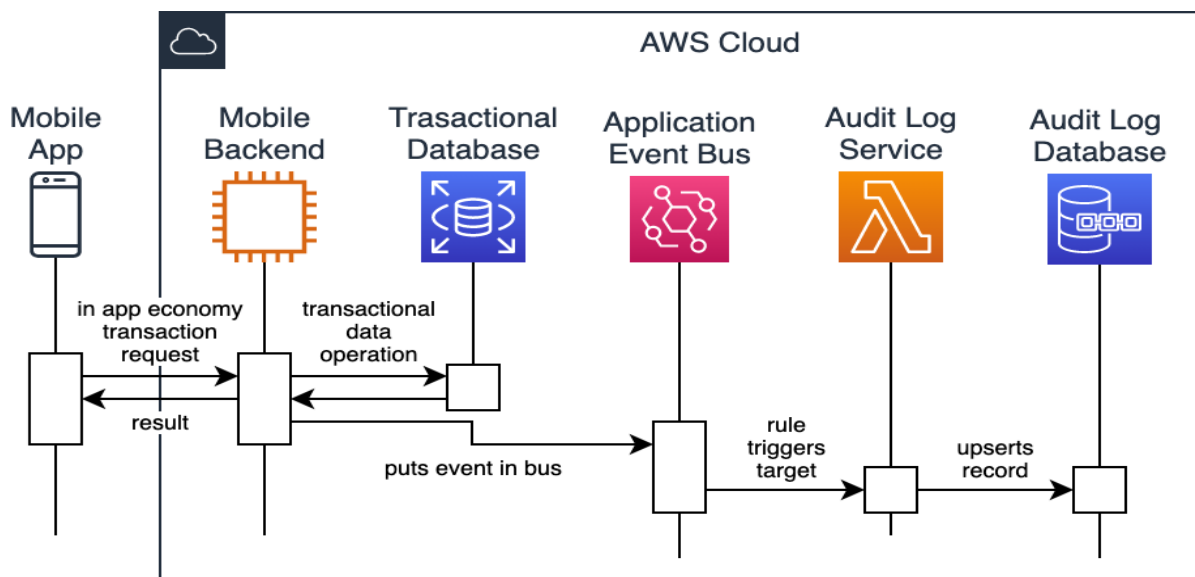 AWS Cloud
Mobile
App
Mobile
Backend
Trasactional
Database
Application
Event Bus
Audit Log
Service
Audit Log
Database
in app economy
transaction
request
transactional
data
operation
result
puts event in bus
rule
triggers
target
upserts
record